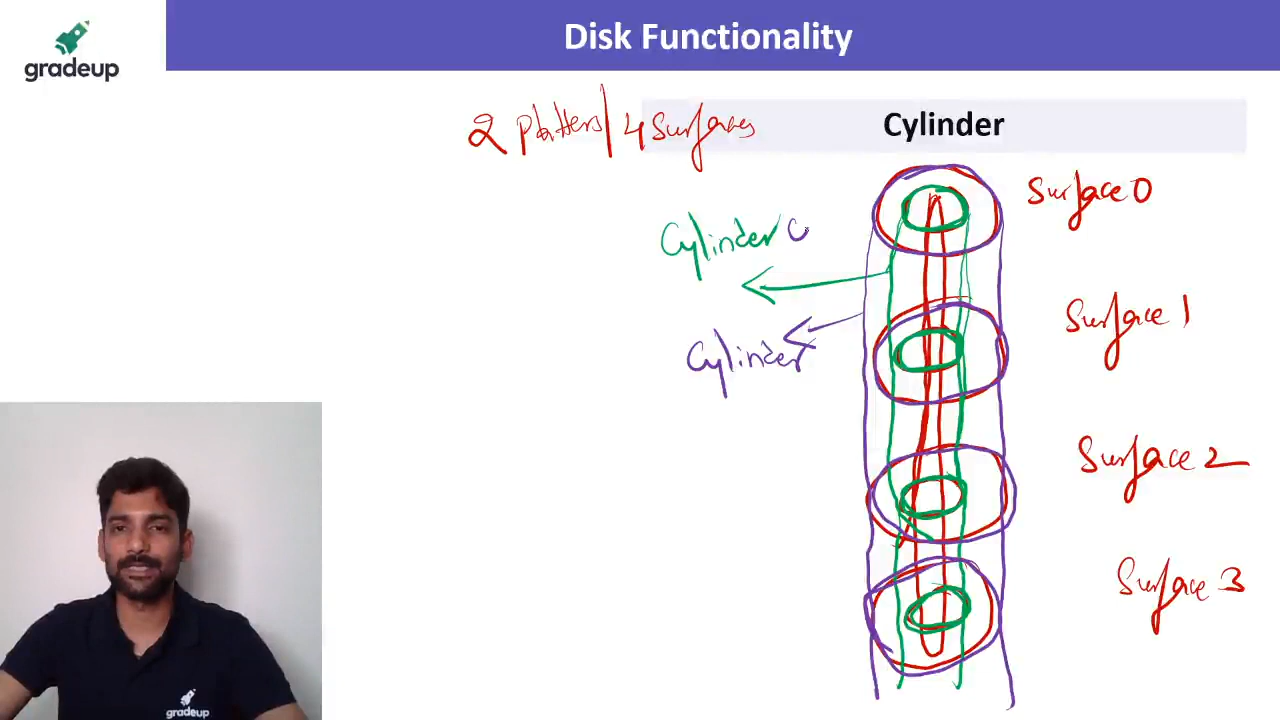 Disk Functionality
gradeup
2 Platters | 4 Surfaces
Cylinder
Surface 0
Cylinder
Surface 1
Cylinder
Surface 2
Surface 3
gradeup